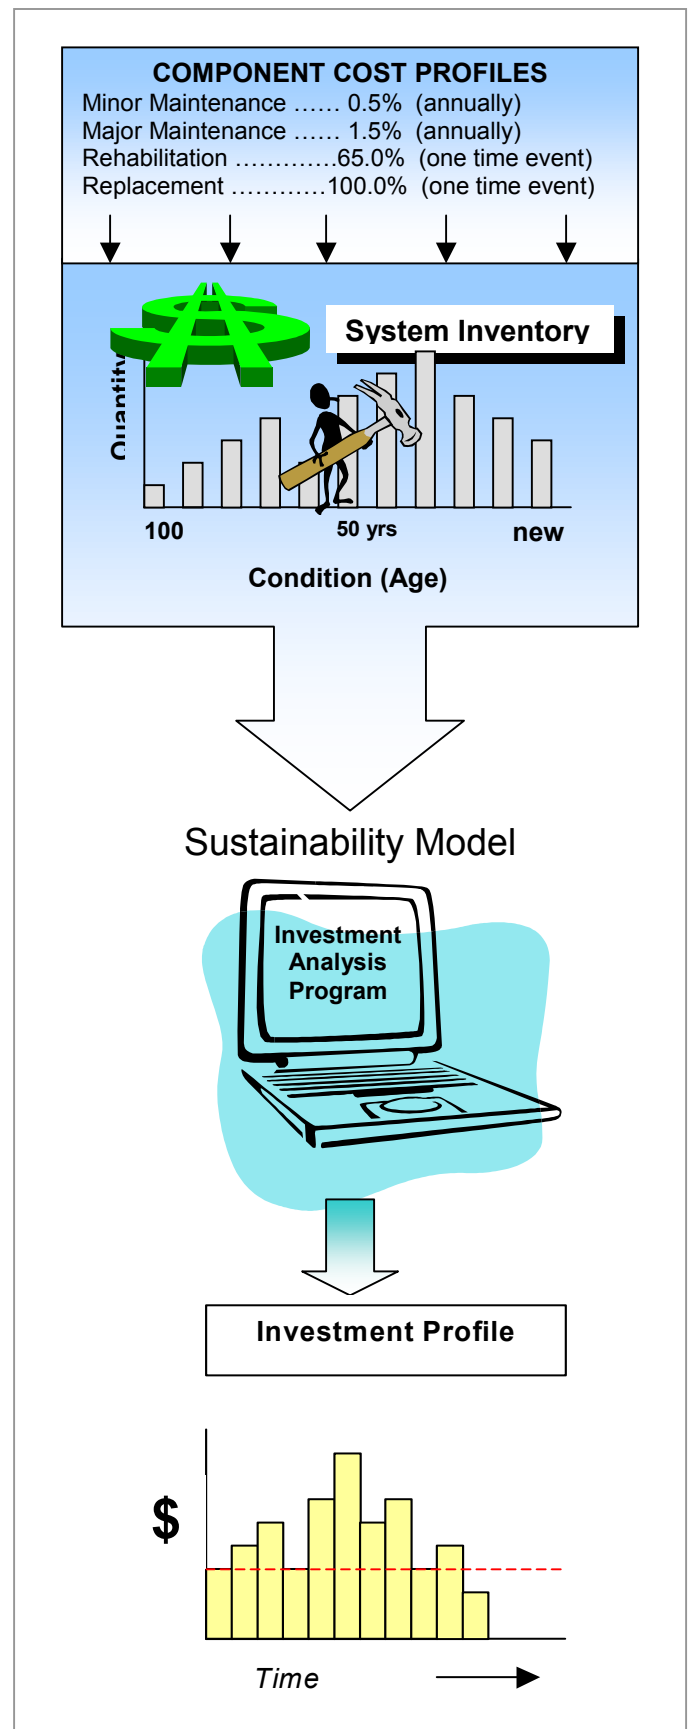 COMPONENT COST PROFILES
Minor Maintenance …… 0.5% (annually)
Major Maintenance …… 1.5% (annually)
Rehabilitation ………….65.0% (one time event)
Replacement …………100.0% (one time event)
System Inventory
Quantity
100 50 yrs new
Condition (Age)
Sustainability Model
Investment
Analysis
Program
Investment Profile
$
Time